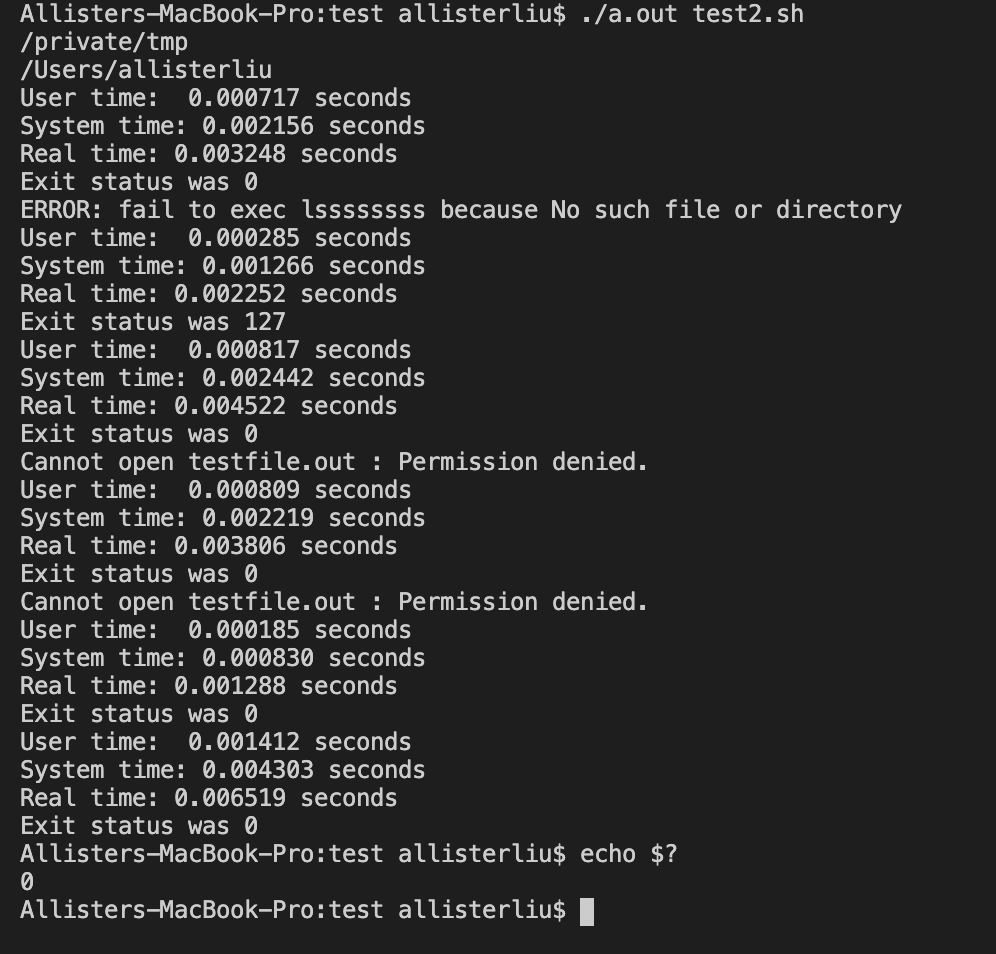 Allisters-MacBook-Pro:test allisterliu$ ./a.out test2.sh
/private/tmp
/Users/allisterliu
User time:  0.000717 seconds
System time: 0.002156 seconds
Real time: 0.003248 seconds
Exit status was 0
ERROR: fail to exec lssssssss because No such file or directory
User time:  0.000285 seconds
System time: 0.001266 seconds
Real time: 0.002252 seconds
Exit status was 127
User time:  0.000817 seconds
System time: 0.002442 seconds
Real time: 0.004522 seconds
Exit status was 0
Cannot open testfile.out : Permission denied.
User time:  0.000809 seconds
System time: 0.002219 seconds
Real time: 0.003806 seconds
Exit status was 0
Cannot open testfile.out : Permission denied.
User time:  0.000185 seconds
System time: 0.000830 seconds
Real time: 0.001288 seconds
Exit status was 0
User time:  0.001412 seconds
System time: 0.004303 seconds
Real time: 0.006519 seconds
Exit status was 0
Allisters-MacBook-Pro:test allisterliu$ echo $?
0
Allisters-MacBook-Pro:test allisterliu$